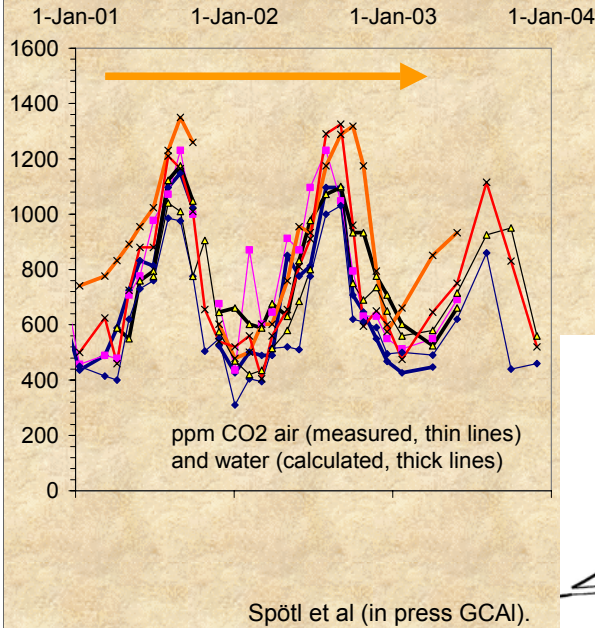 1-Jan-01 1-Jan-02 1-Jan-03 1-Jan-04
1600
1400
1200
1000
800
600
400
200
0
ppm CO2 air (measured, thin lines)
and water (calculated, thick lines)
Spötl et al (in press GCAl).